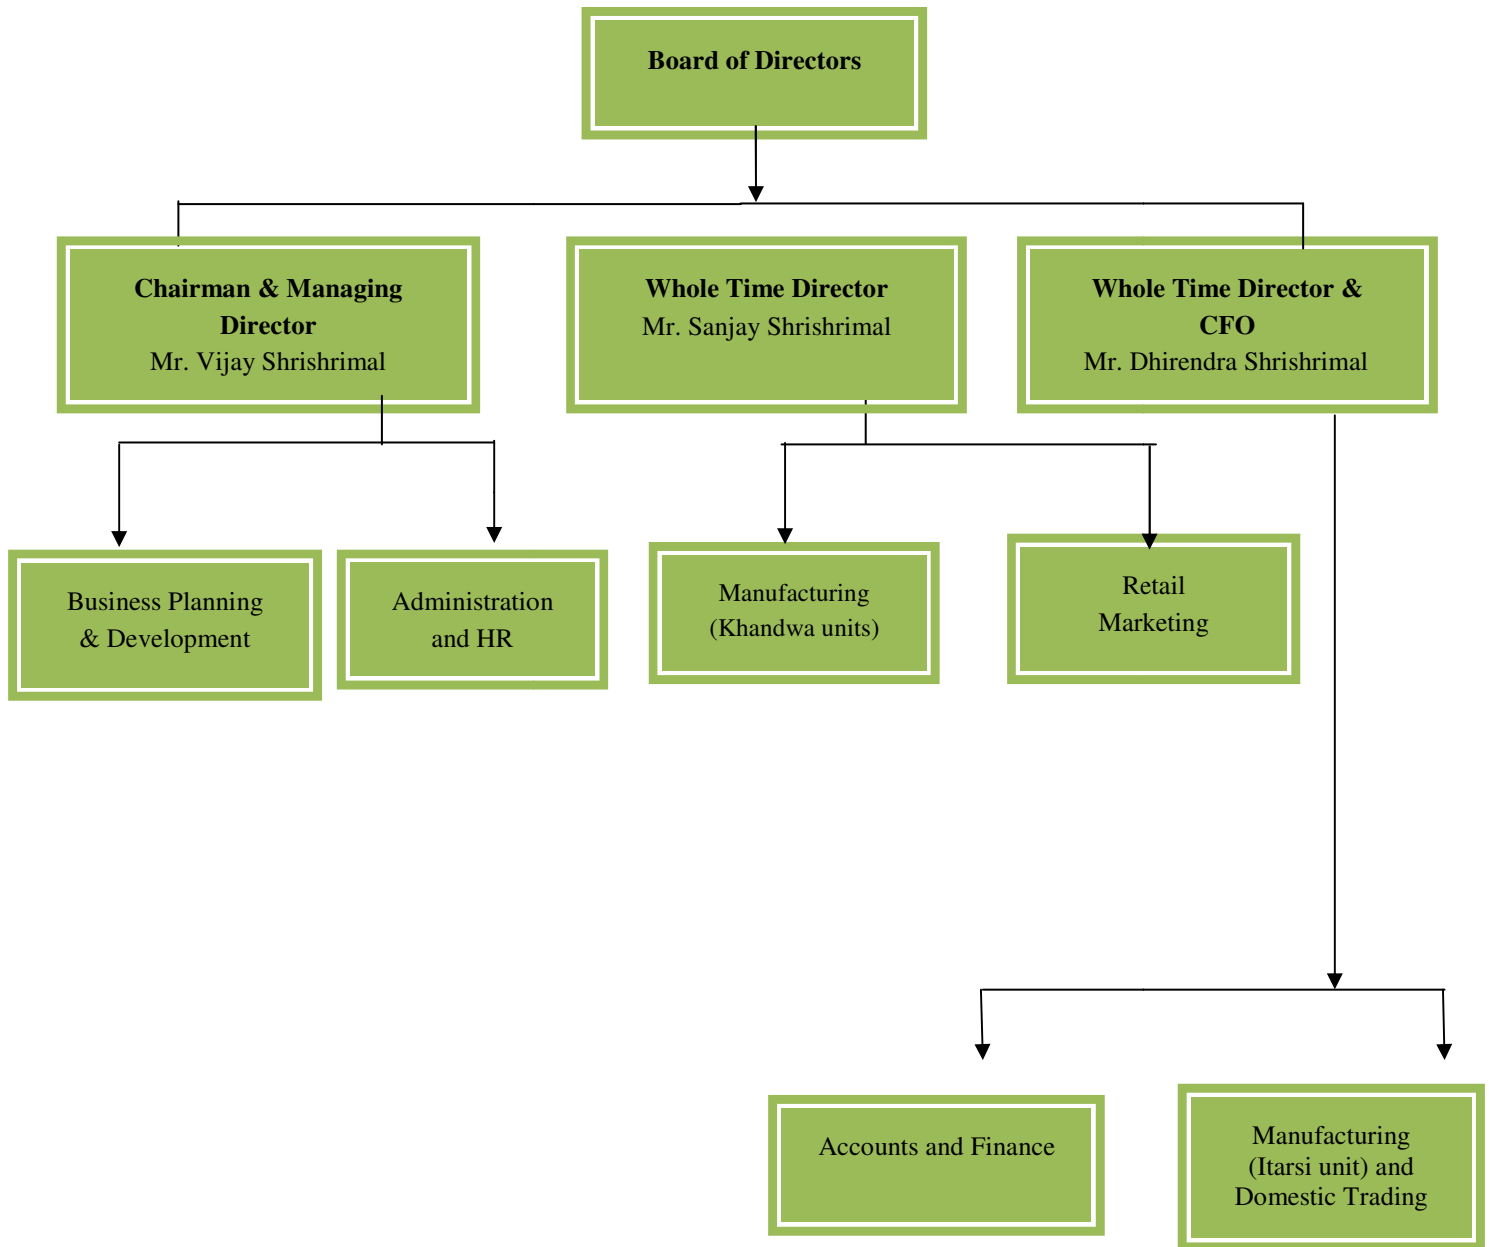 Board of Directors
Chairman & Managing
Director
Mr. Vijay Shrishrimal
Whole Time Director
Mr. Sanjay Shrishrimal
Whole Time Director &
CFO
Mr. Dhirendra Shrishrimal
Business Planning
& Development
Administration
and HR
Manufacturing
(Khandwa units)
Retail
Marketing
Accounts and Finance
Manufacturing
(Itarsi unit) and
Domestic Trading